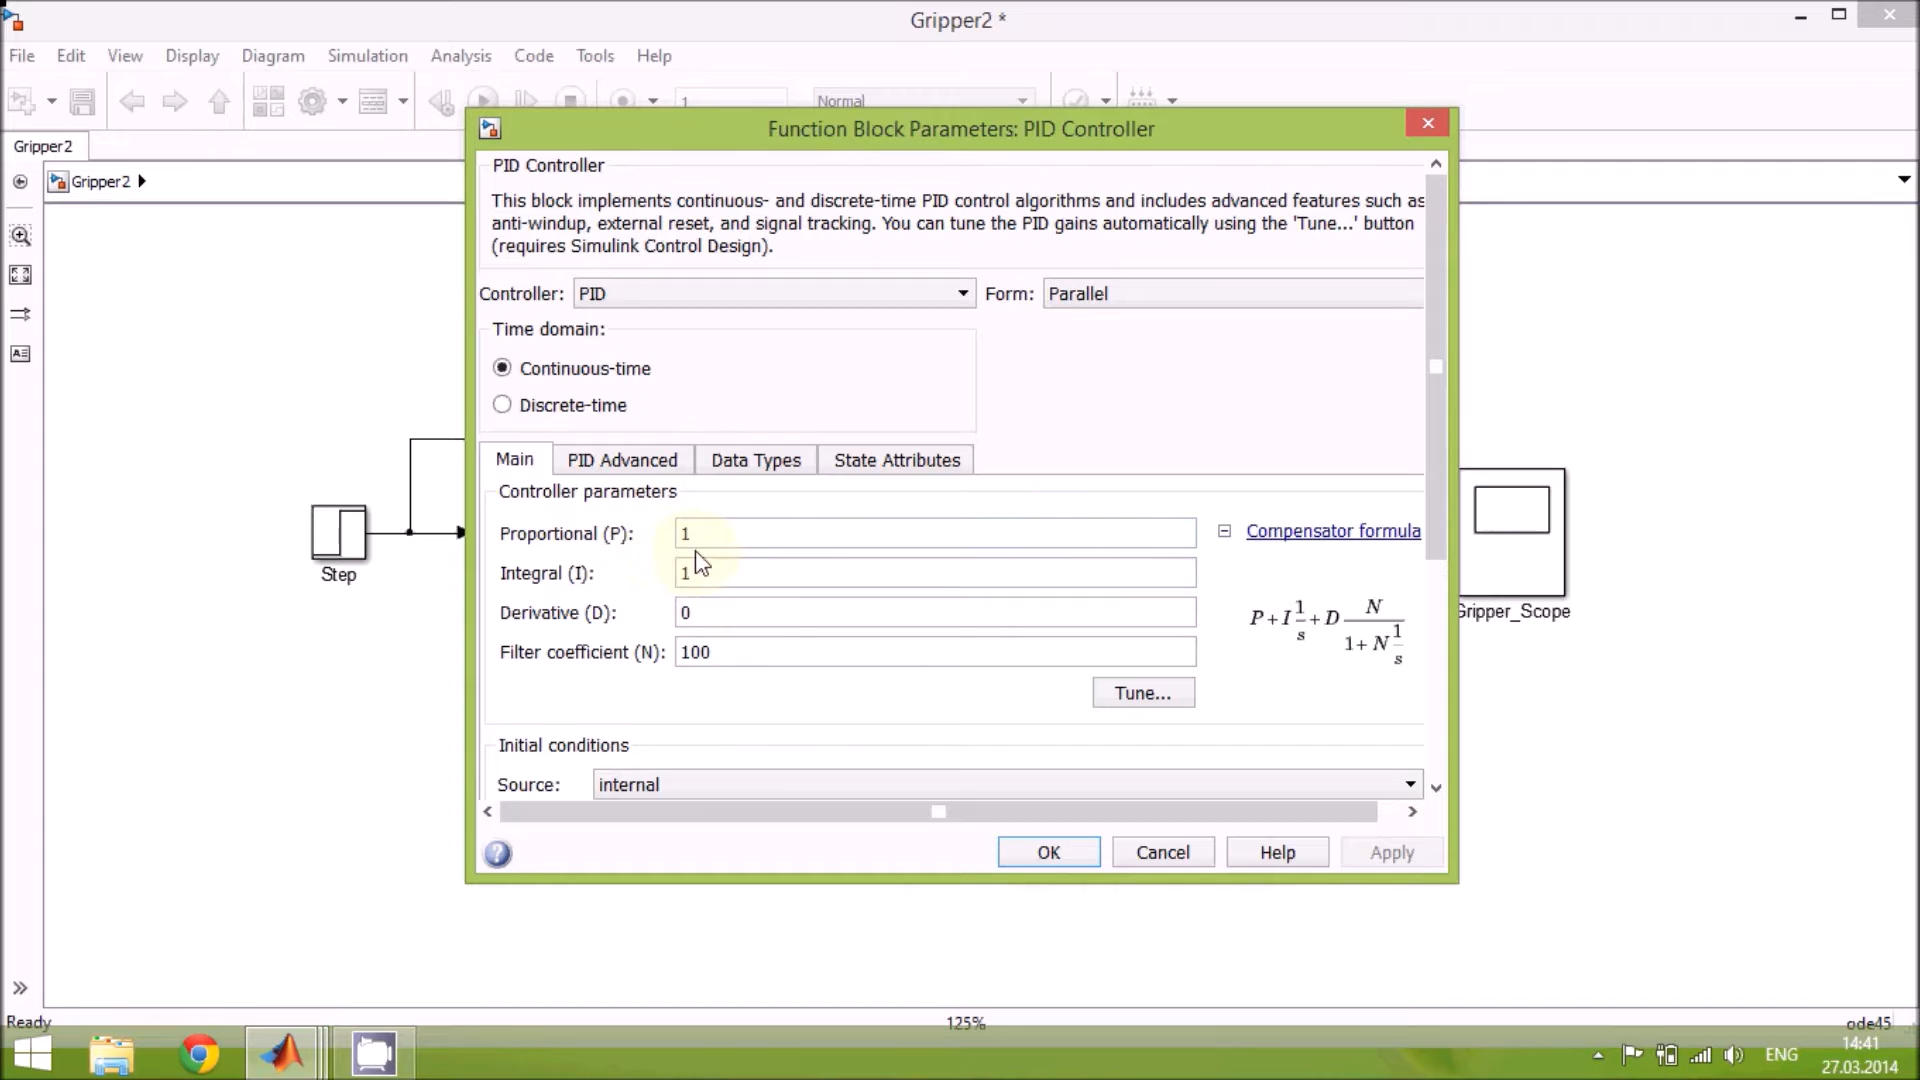 Gripper2 *
File Edit View Display Diagram Simulation Analysis Code Tools Help
1 Normal
Gripper2
Gripper2
Function Block Parameters: PID Controller
PID Controller
This block implements continuous- and discrete-time PID control algorithms and includes advanced features such as
anti-windup, external reset, and signal tracking. You can tune the PID gains automatically using the 'Tune...' button
(requires Simulink Control Design).
Controller: PID Form: Parallel
Time domain:
Continuous-time
Discrete-time
Main PID Advanced Data Types State Attributes
Controller parameters
Proportional (P): 1 Compensator formula
Integral (I): 1
Derivative (D): 0
Filter coefficient (N): 100
P+I 1/s +D N/(1+N 1/s)
Tune...
Initial conditions
Source: internal
OK Cancel Help Apply
Step
Gripper_Scope
Ready 125% ode45
ENG 14:41
27.03.2014